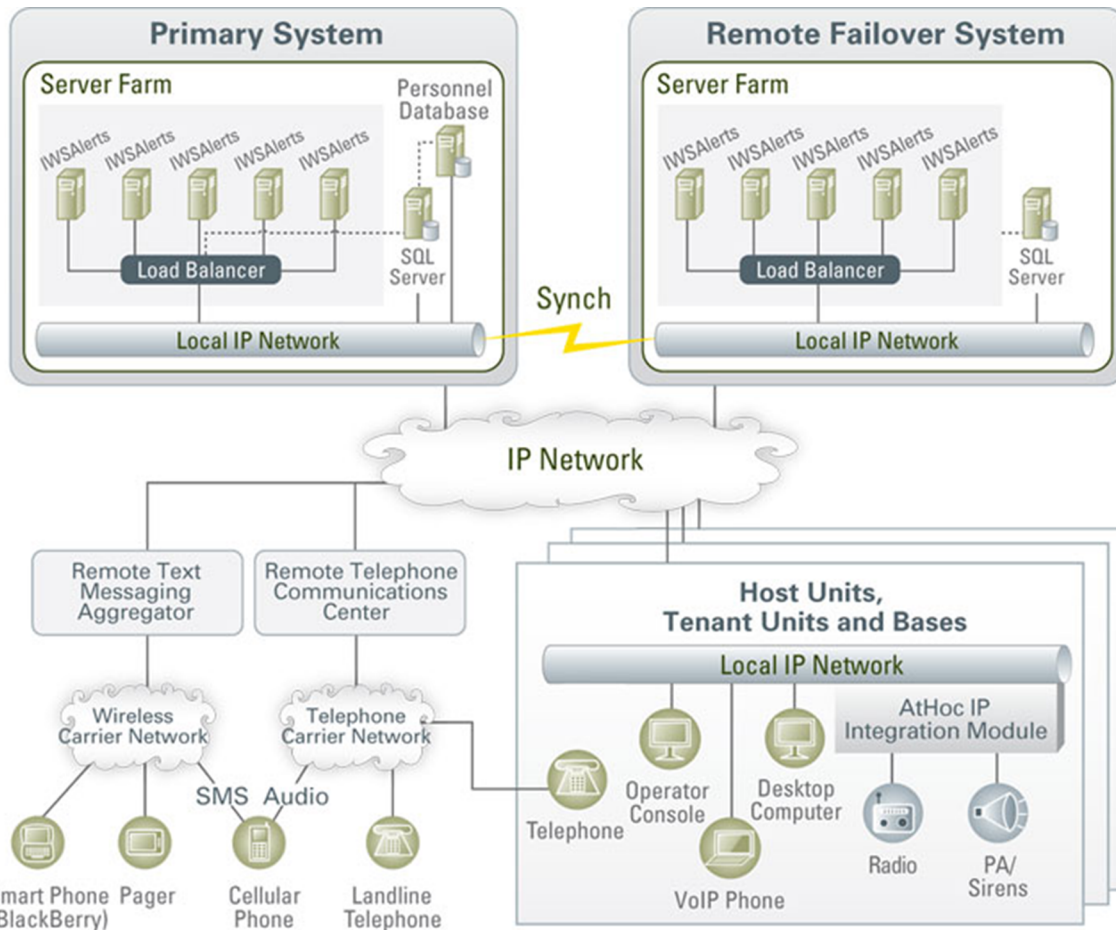 Primary System
Server Farm
Personnel
Database
IWSAlerts
IWSAlerts
IWSAlerts
IWSAlerts
IWSAlerts
Load Balancer
SQL
Server
Local IP Network
Synch
Remote Failover System
Server Farm
IWSAlerts
IWSAlerts
IWSAlerts
IWSAlerts
IWSAlerts
Load Balancer
SQL
Server
Local IP Network
IP Network
Remote Text
Messaging
Aggregator
Remote Telephone
Communications
Center
Wireless
Carrier Network
Telephone
Carrier Network
SMS
Audio
mart Phone
BlackBerry)
Pager
Cellular
Phone
Landline
Telephone
Host Units,
Tenant Units and Bases
Local IP Network
AtHoc IP
Integration Module
Telephone
Operator
Console
VoIP Phone
Desktop
Computer
Radio
PA/
Sirens